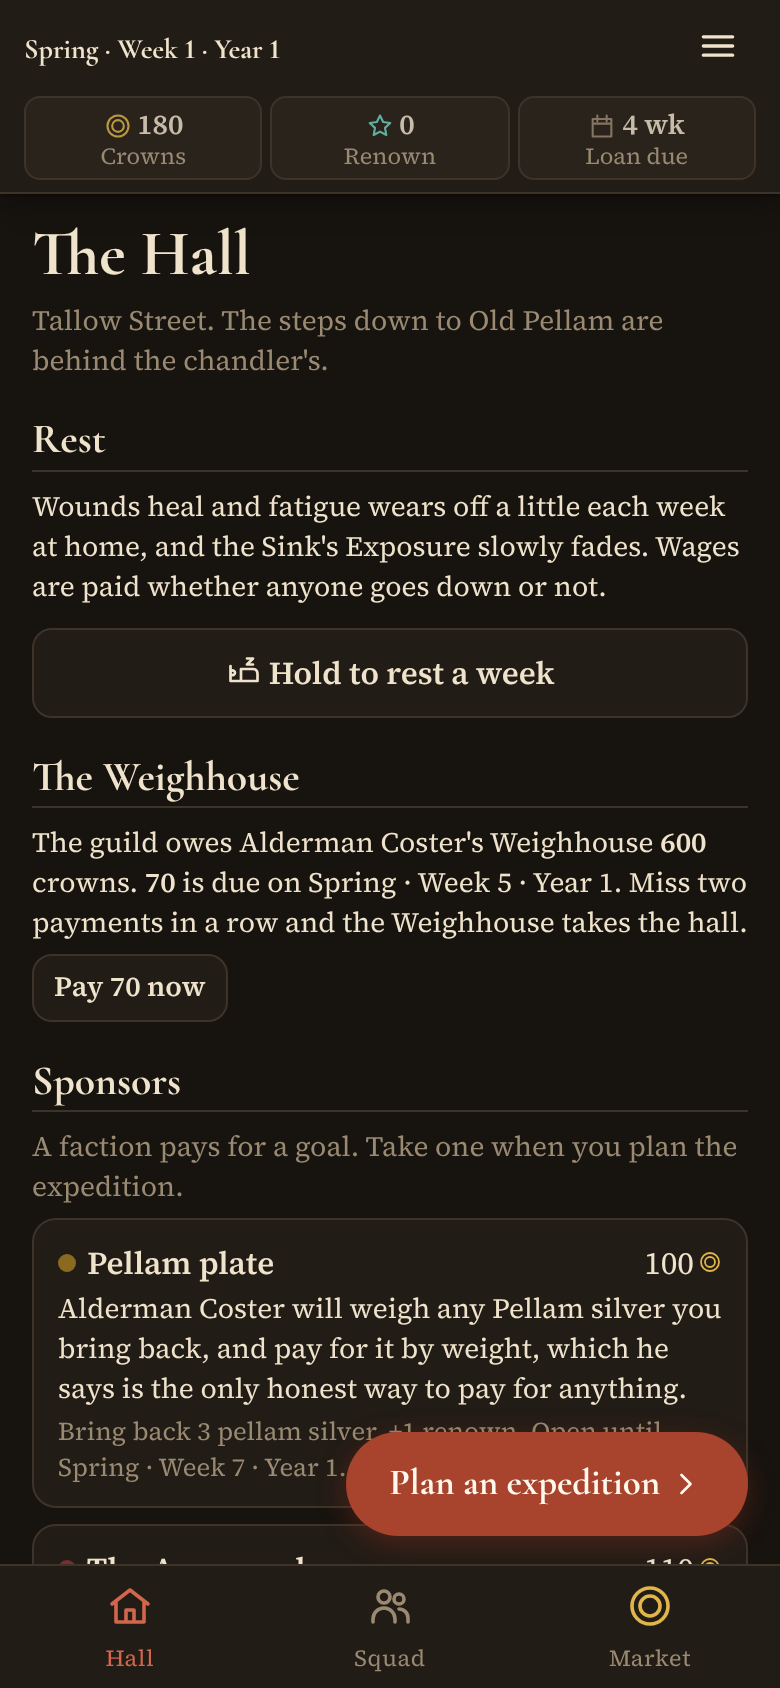 Spring · Week 1 · Year 1
180
Crowns
0
Renown
4 wk
Loan due
The Hall
Tallow Street. The steps down to Old Pellam are
behind the chandler's.
Rest
Wounds heal and fatigue wears off a little each week
at home, and the Sink's Exposure slowly fades. Wages
are paid whether anyone goes down or not.
Hold to rest a week
The Weighhouse
The guild owes Alderman Coster's Weighhouse 600
crowns. 70 is due on Spring · Week 5 · Year 1. Miss two
payments in a row and the Weighhouse takes the hall.
Pay 70 now
Sponsors
A faction pays for a goal. Take one when you plan the
expedition.
Pellam plate 100
Alderman Coster will weigh any Pellam silver you
bring back, and pay for it by weight, which he
says is the only honest way to pay for anything.
Bring back 3 pellam silver. +1 renown. Open until
Spring · Week 7 · Year 1.
Plan an expedition
Hall
Squad
Market